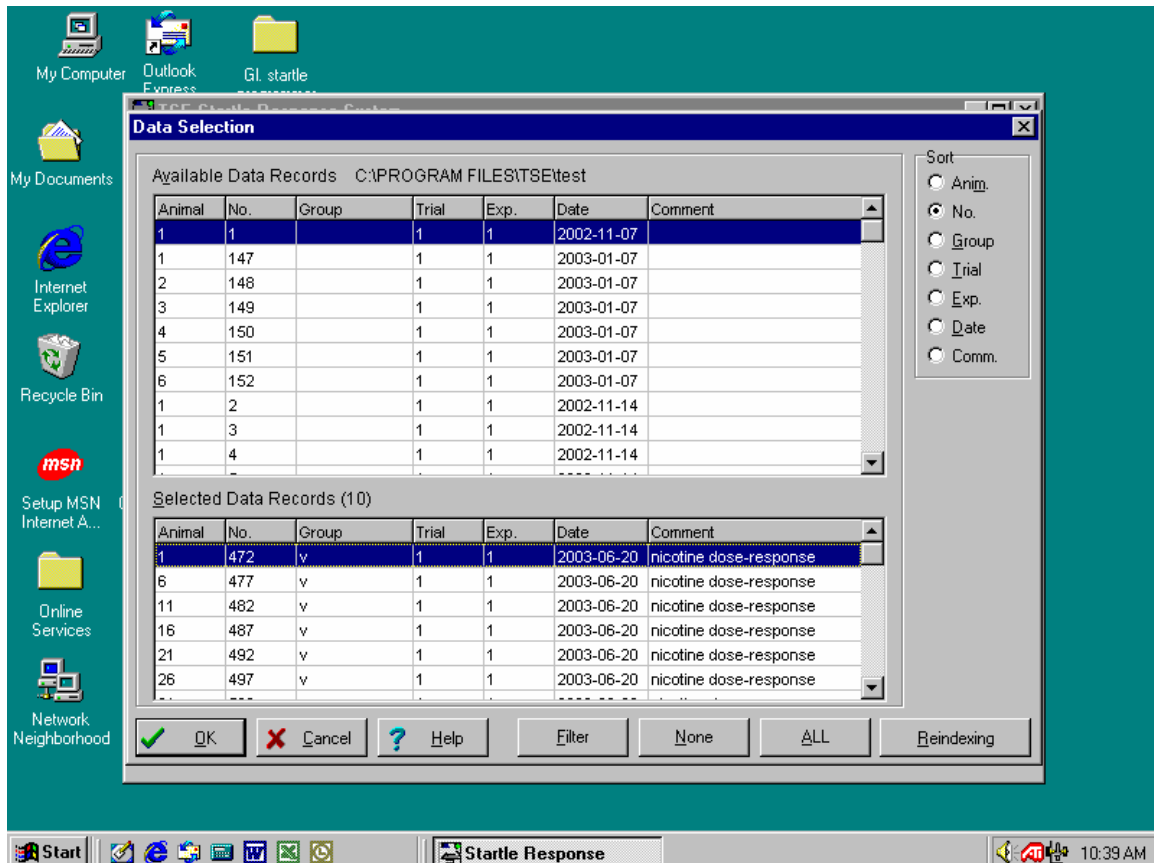 My Computer
Outlook
Express
GI. startle
TSE Startle Response System
Data Selection
My Documents
Internet
Explorer
Recycle Bin
msn
Setup MSN
Internet A...
Online
Services
Network
Neighborhood
Available Data Records C:\PROGRAM FILES\TSE\test
Animal No. Group Trial Exp. Date Comment
1 1 1 1 2002-11-07
1 147 1 1 2003-01-07
2 148 1 1 2003-01-07
3 149 1 1 2003-01-07
4 150 1 1 2003-01-07
5 151 1 1 2003-01-07
6 152 1 1 2003-01-07
1 2 1 1 2002-11-14
1 3 1 1 2002-11-14
1 4 1 1 2002-11-14
Selected Data Records (10)
Animal No. Group Trial Exp. Date Comment
1 472 v 1 1 2003-06-20 nicotine dose-response
6 477 v 1 1 2003-06-20 nicotine dose-response
11 482 v 1 1 2003-06-20 nicotine dose-response
16 487 v 1 1 2003-06-20 nicotine dose-response
21 492 v 1 1 2003-06-20 nicotine dose-response
26 497 v 1 1 2003-06-20 nicotine dose-response
Sort
Anim.
No.
Group
Trial
Exp.
Date
Comm.
OK Cancel Help Filter None ALL Reindexing
Start Startle Response 10:39 AM